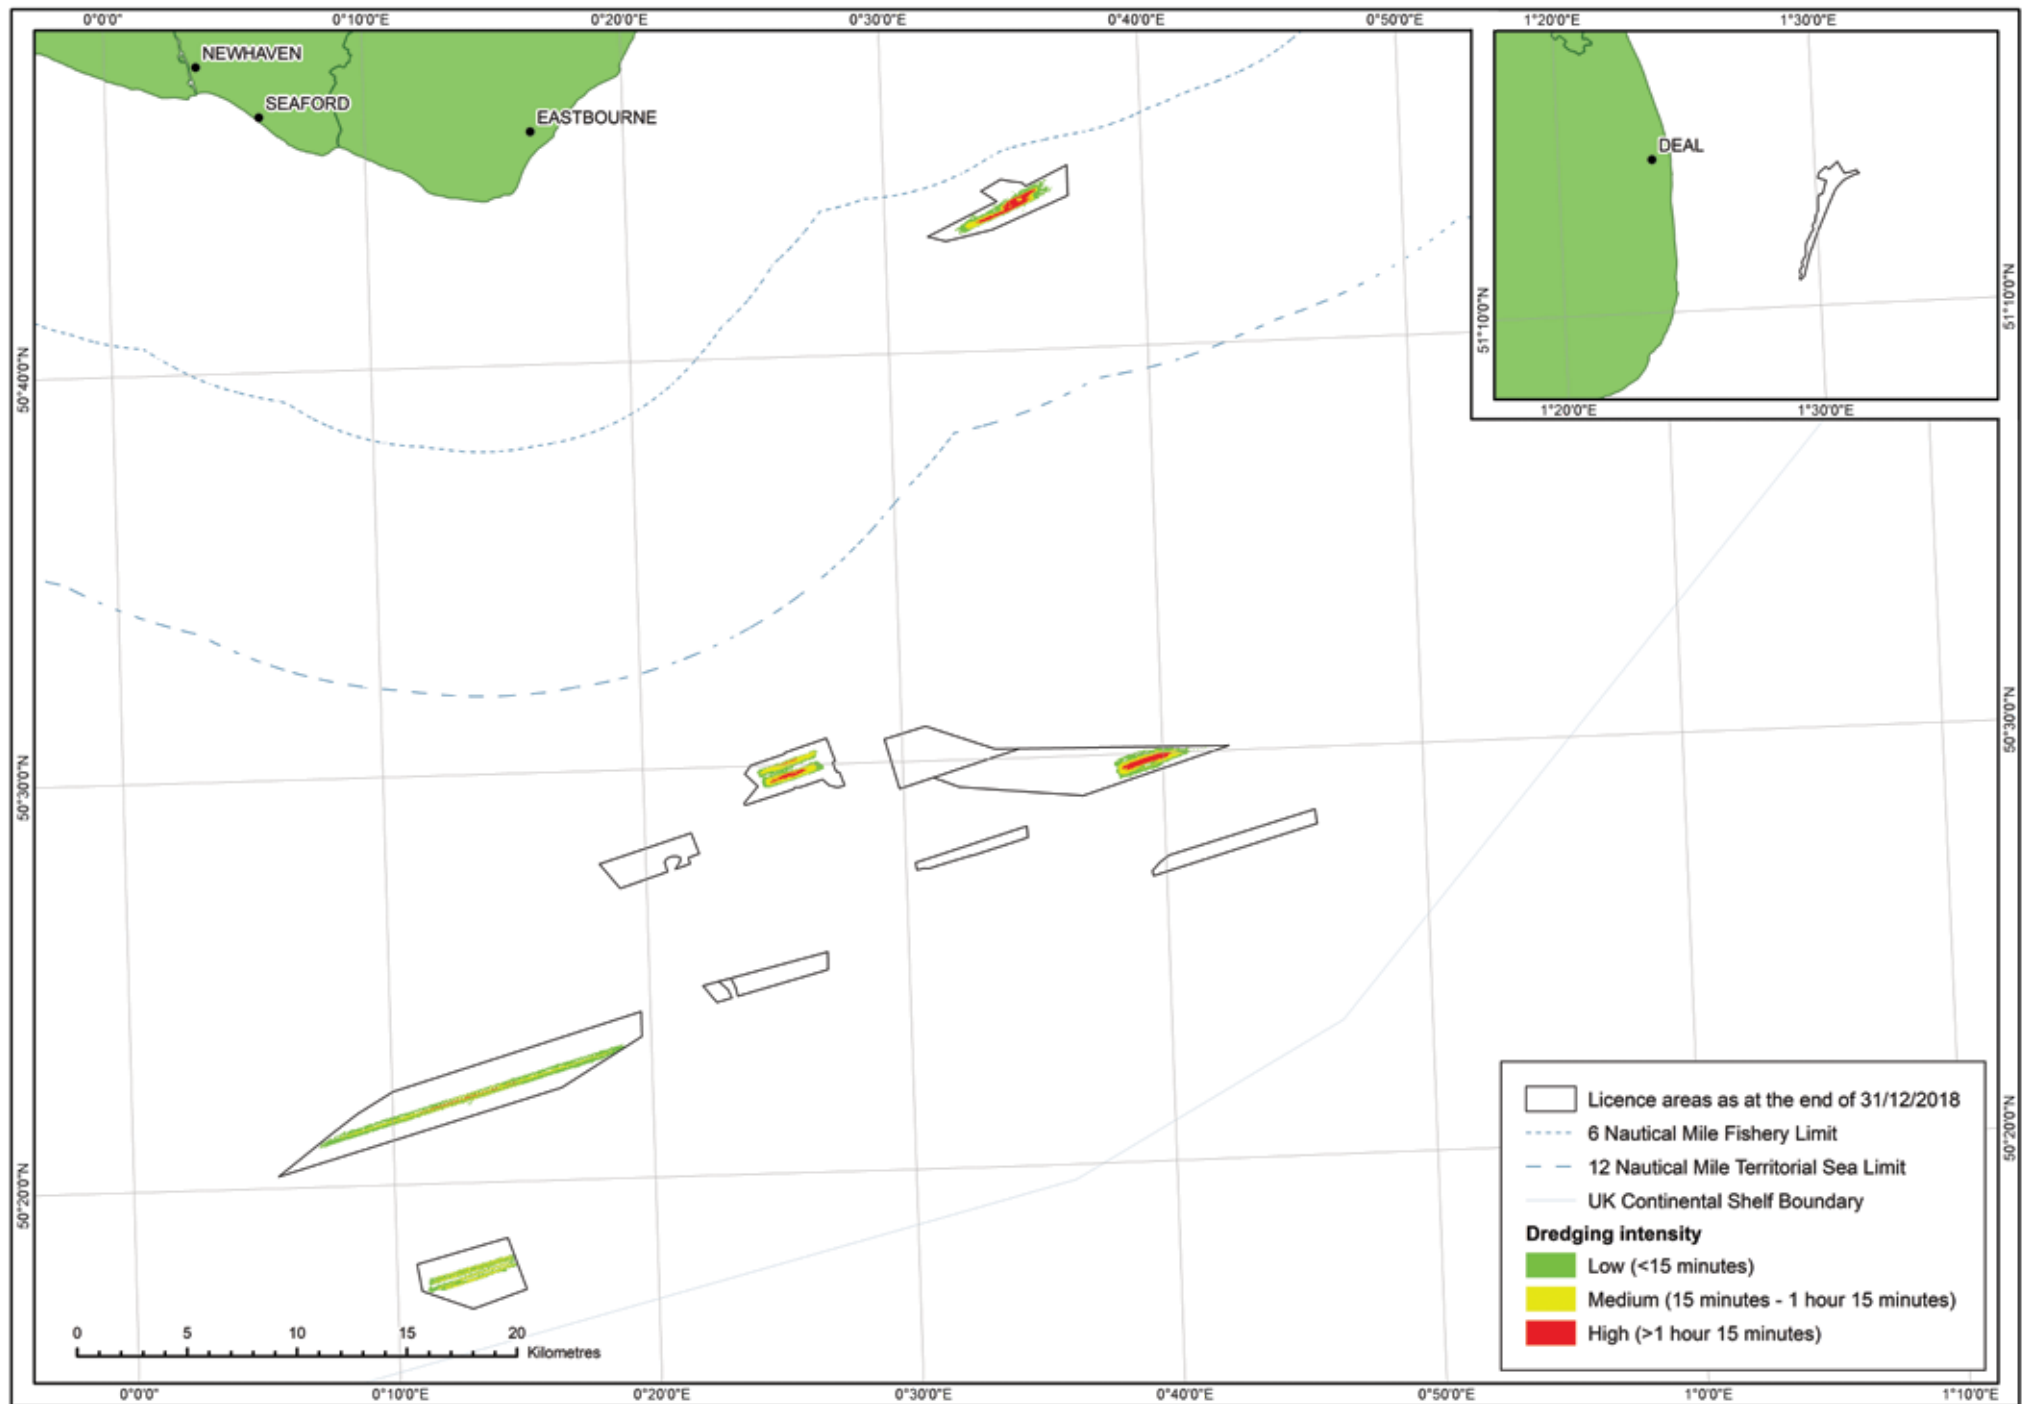 0°0'0" 0°10'0"E 0°20'0"E 0°30'0"E 0°40'0"E 0°50'0"E 1°20'0"E 1°30'0"E
NEWHAVEN
SEAFORD
EASTBOURNE
DEAL
51°10'0"N
51°10'0"N
1°20'0"E 1°30'0"E
50°40'0"N
50°30'0"N
50°30'0"N
50°20'0"N
50°20'0"N
Licence areas as at the end of 31/12/2018
6 Nautical Mile Fishery Limit
12 Nautical Mile Territorial Sea Limit
UK Continental Shelf Boundary
Dredging intensity
Low (<15 minutes)
Medium (15 minutes - 1 hour 15 minutes)
High (>1 hour 15 minutes)
0 5 10 15 20
Kilometres
0°0'0" 0°10'0"E 0°20'0"E 0°30'0"E 0°40'0"E 0°50'0"E 1°0'0"E 1°10'0"E